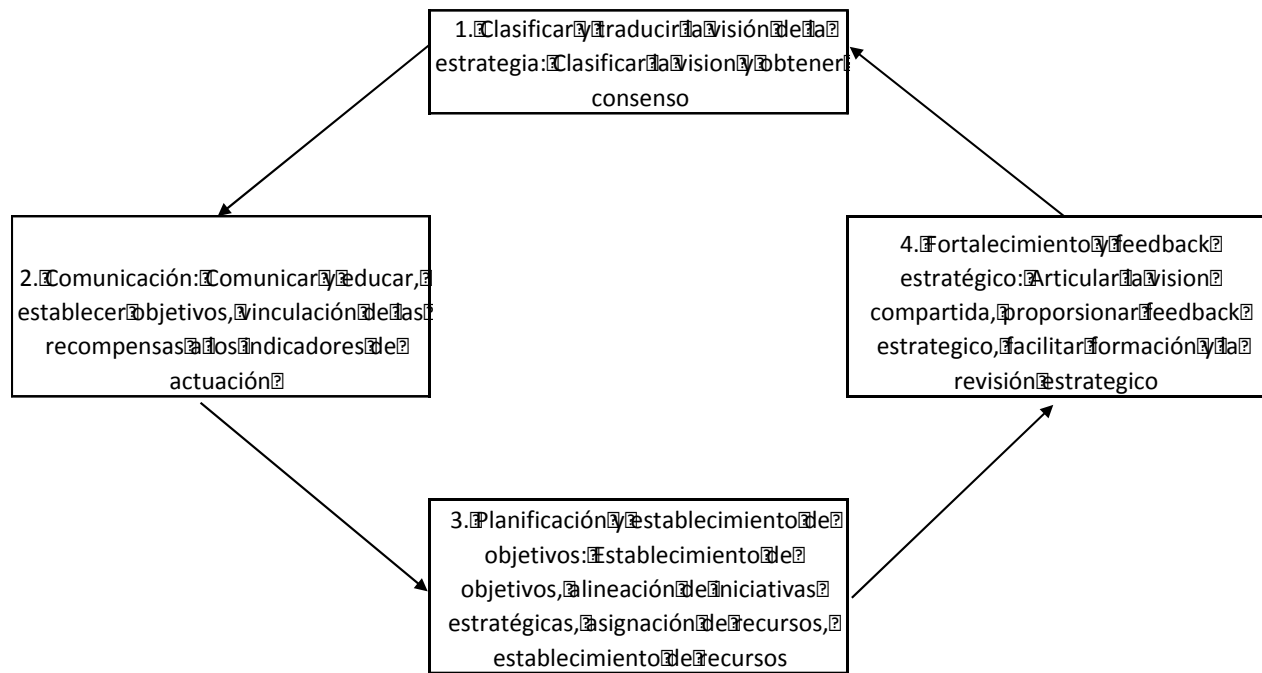 1. Clasificar y traducir la visión de la
estrategia: Clasificar la vision y obtener
consenso
2. Comunicación: Comunicar y educar,
establecer objetivos, vinculación de las
recompensas a los indicadores de
actuación
4. Fortalecimiento y feedback
estratégico: Articular la vision
compartida, proporsionar feedback
estrategico, facilitar formación y la
revisión estrategico
3. Planificación y establecimiento de
objetivos: Establecimiento de
objetivos, alineación de iniciativas
estratégicas, asignación de recursos,
establecimiento de recursos